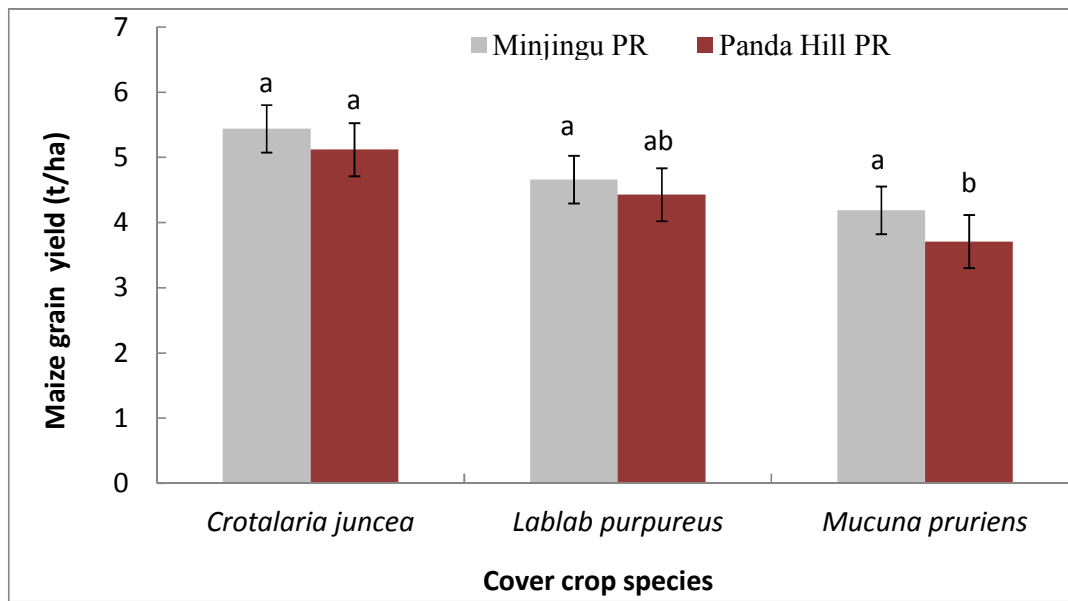 Minjingu PR Panda Hill PR
Maize grain yield (t/ha)
7
6
5
4
3
2
1
0
a a a ab a b
Crotalaria juncea Lablab purpureus Mucuna pruriens
Cover crop species